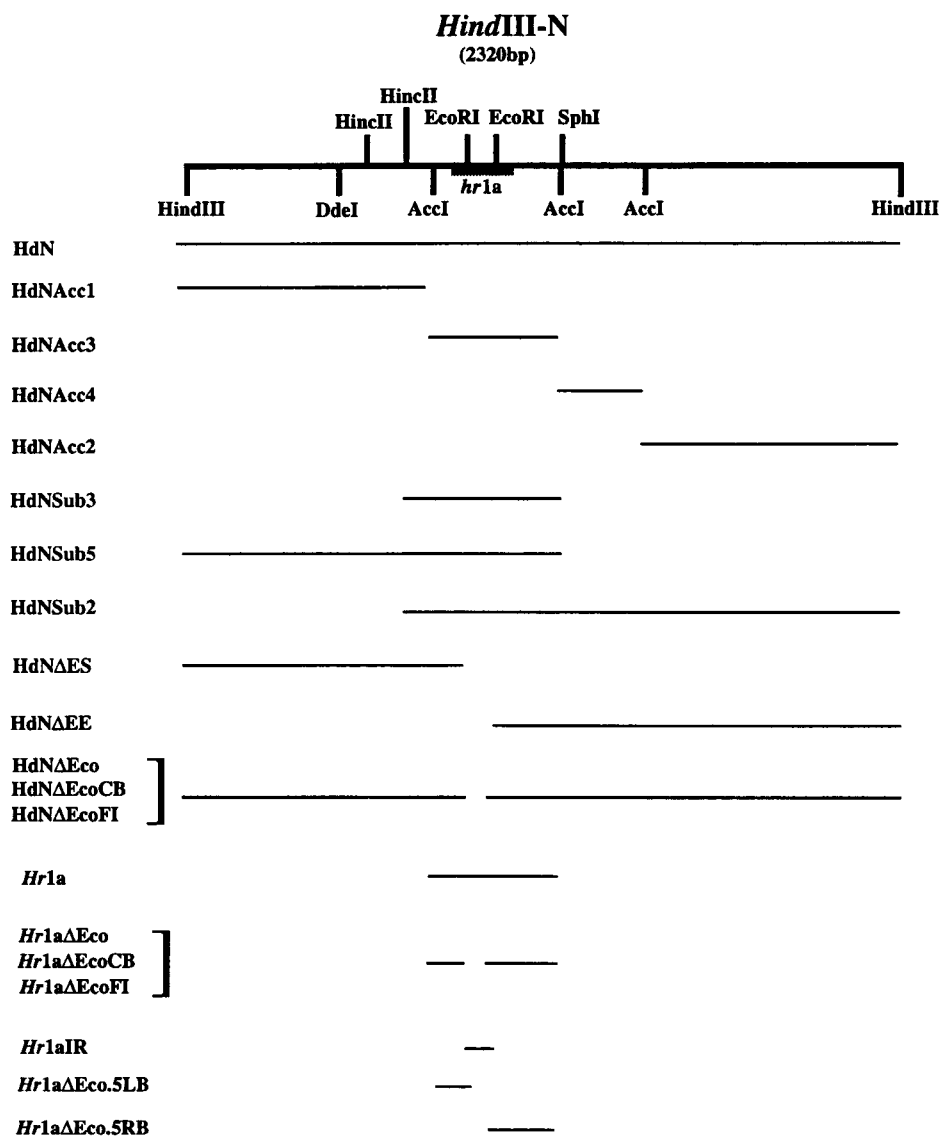 HindIII-N
(2320bp)
HincII
HincII EcoRI EcoRI SphI
hr1a
HindIII DdeI AccI AccI AccI HindIII
HdN
HdNAcc1
HdNAcc3
HdNAcc4
HdNAcc2
HdNSub3
HdNSub5
HdNSub2
HdNΔES
HdNΔEE
HdNΔEco
HdNΔEcoCB
HdNΔEcoFI
Hr1a
Hr1aΔEco
Hr1aΔEcoCB
Hr1aΔEcoFI
Hr1aIR
Hr1aΔEco.5LB
Hr1aΔEco.5RB